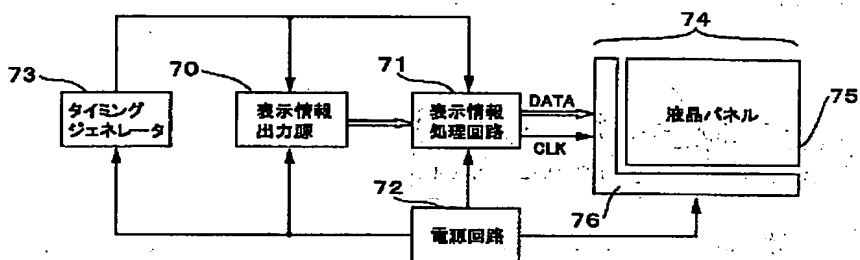 74
73
70
71
タイミング
ジェネレータ
表示情報
出力源
表示情報
処理回路
DATA
CLK
液晶パネル
75
72
76
電源回路